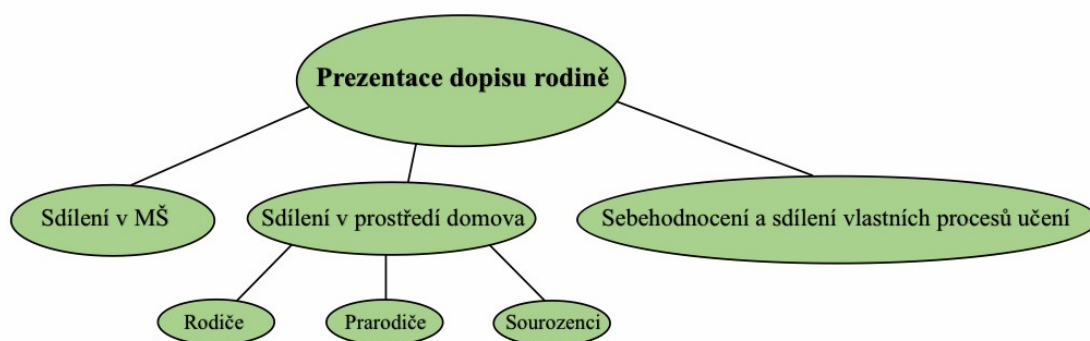 Prezentace dopisu rodině
Sdílení v MŠ
Sdílení v prostředí domova
Sebehodnocení a sdílení vlastních procesů učení
Rodiče
Prarodiče
Sourozenci